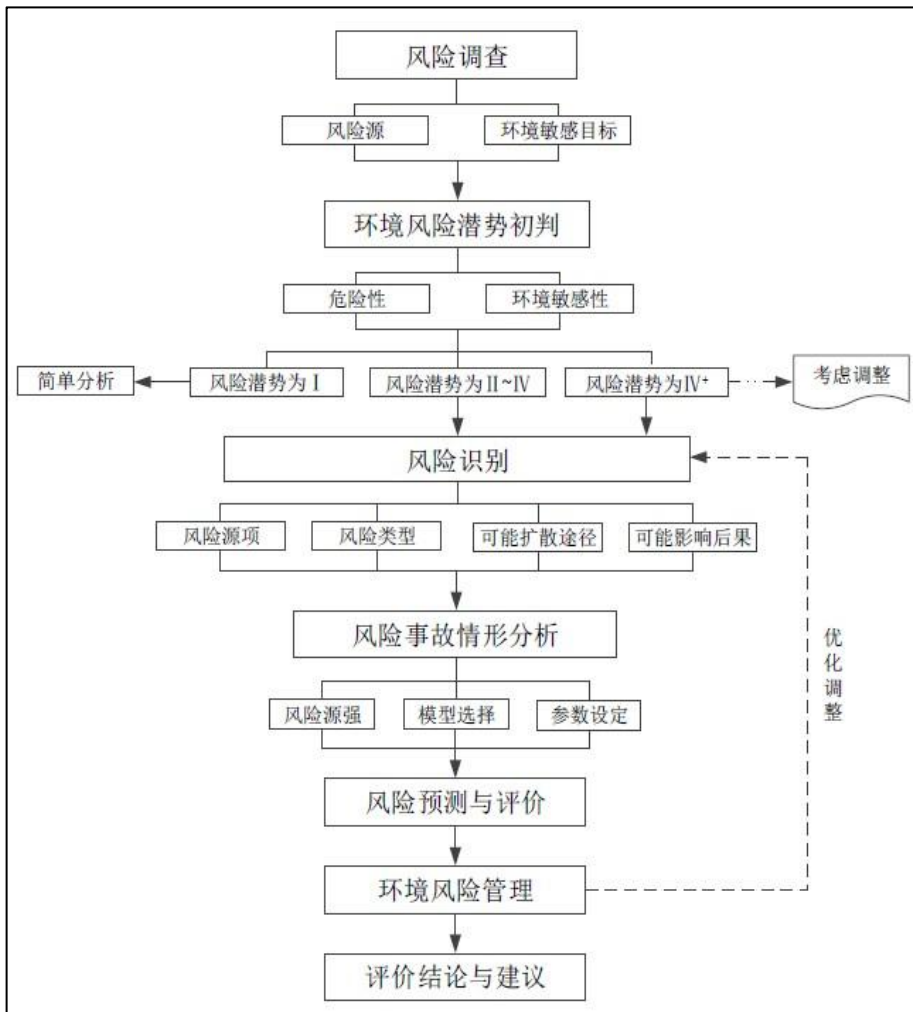 风险调查
风险源
环境敏感目标
环境风险潜势初判
危险性
环境敏感性
简单分析
风险潜势为Ⅰ
风险潜势为Ⅱ~Ⅳ
风险潜势为Ⅳ⁺
考虑调整
风险识别
风险源项
风险类型
可能扩散途径
可能影响后果
风险事故情形分析
优化调整
风险源强
模型选择
参数设定
风险预测与评价
环境风险管理
评价结论与建议